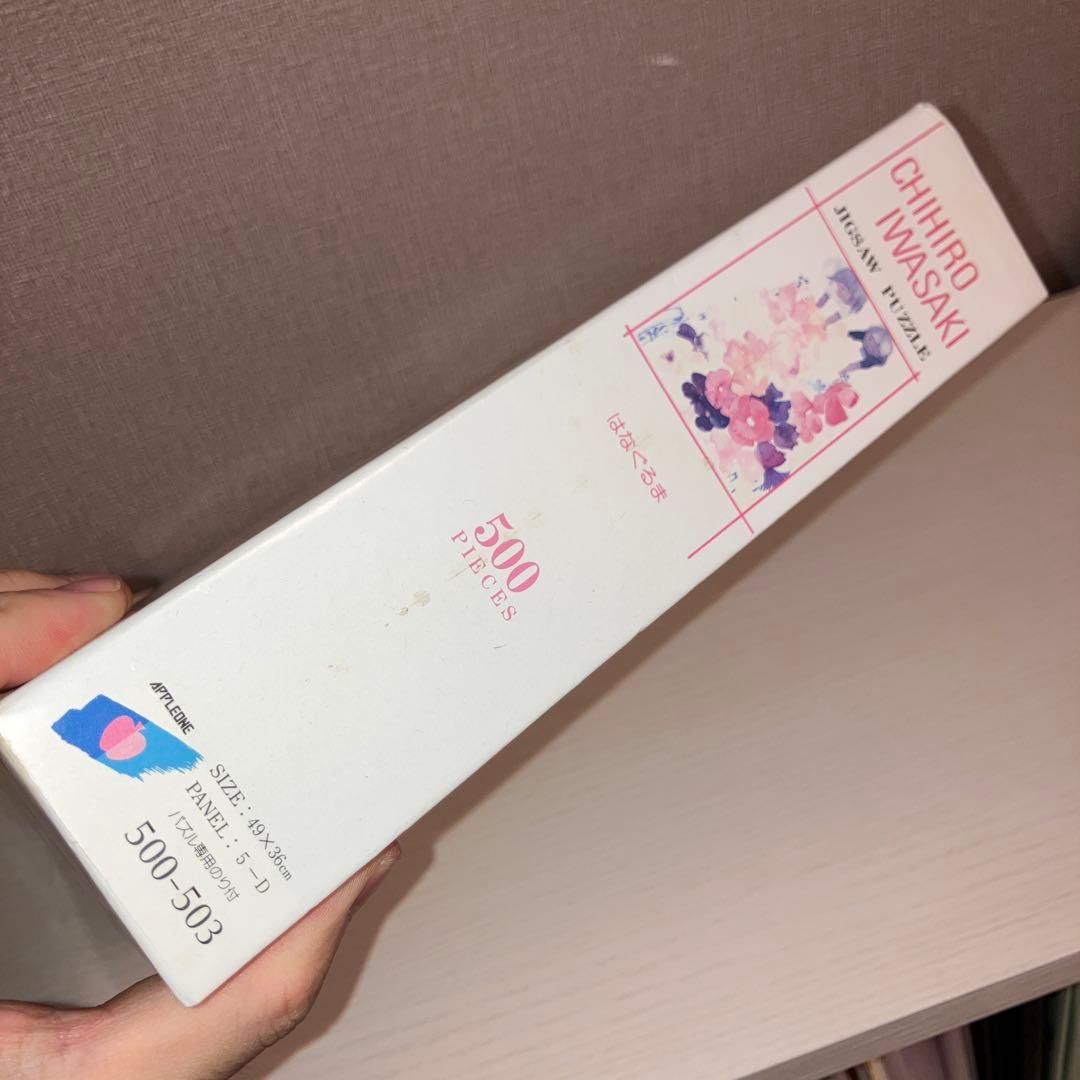 CHIHIRO
IWASAKI
JIGSAW PUZZLE
はなぐるま
500
PIECES
APPLEONE
SIZE : 49×36cm
PANEL : 5－D
パズル専用のり付
500-503